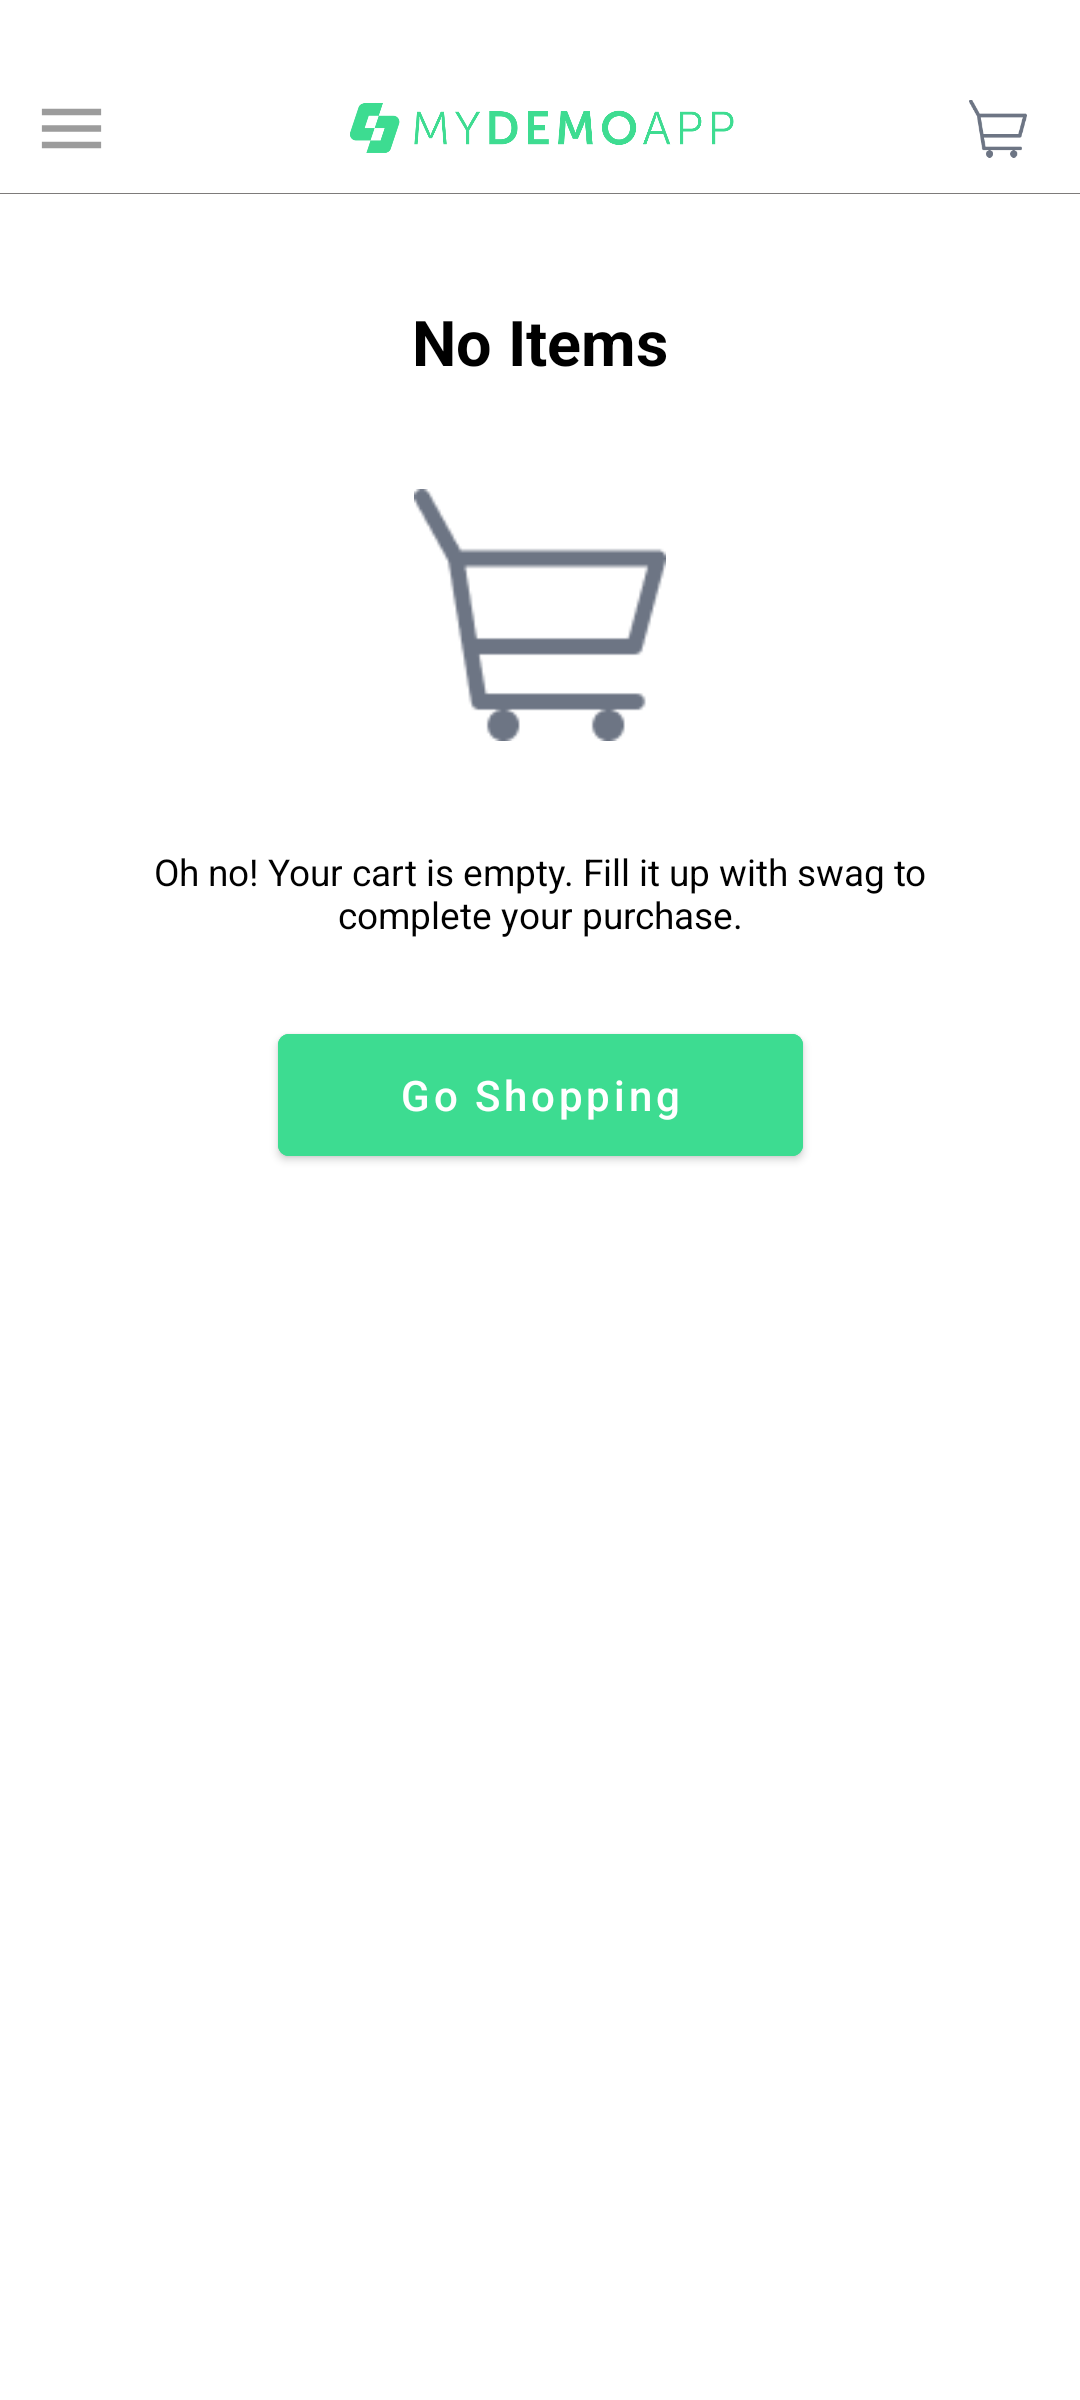 MYDEMOAPP
No Items
Oh no! Your cart is empty. Fill it up with swag to
complete your purchase.
Go Shopping